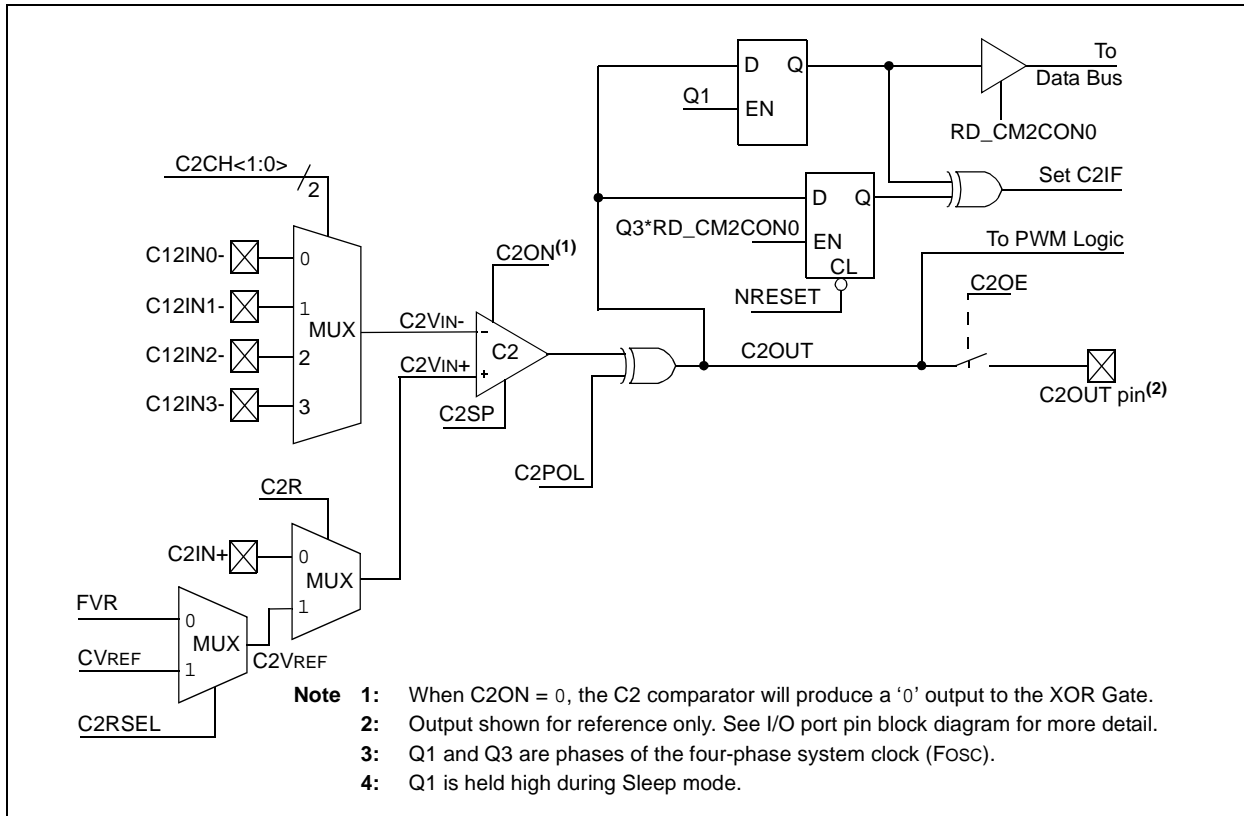 D Q
To
Data Bus
Q1
EN
RD_CM2CON0
C2CH<1:0>
2
D Q
Set C2IF
Q3*RD_CM2CON0
EN
CL
To PWM Logic
C12IN0-
0
C2ON(1)
NRESET
C2OE
C12IN1-
1
MUX
C2VIN-
-
C12IN2-
2
C2
C2OUT
C2VIN+
+
C12IN3-
3
C2SP
C2OUT pin(2)
C2POL
C2R
C2IN+
0
MUX
FVR
1
0
MUX
CVREF
1
C2VREF
C2RSEL
Note 1: When C2ON = 0, the C2 comparator will produce a ‘0’ output to the XOR Gate.
2: Output shown for reference only. See I/O port pin block diagram for more detail.
3: Q1 and Q3 are phases of the four-phase system clock (FOSC).
4: Q1 is held high during Sleep mode.